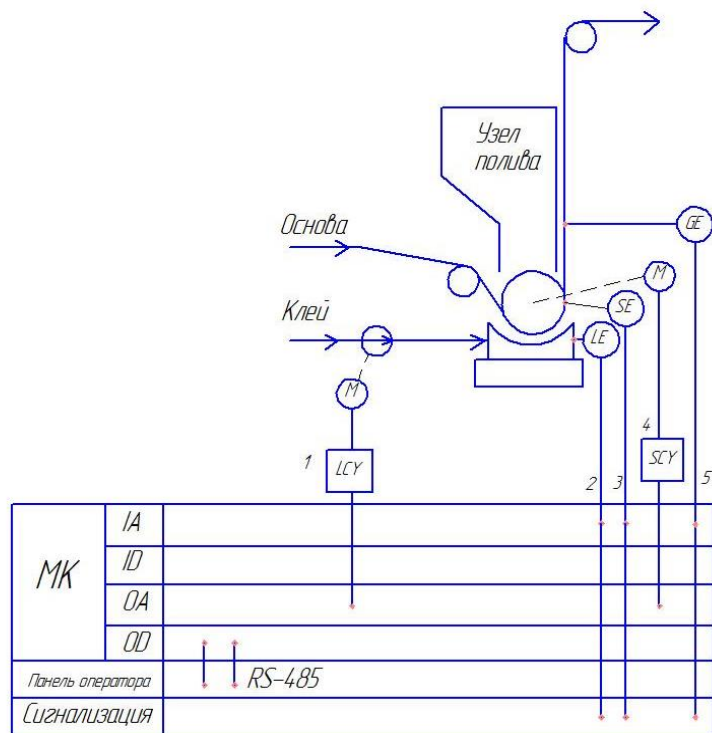 Узел
полива
GE
Основа
M
SE
Клей
LE
M
4
1
LCY
SCY
2
3
5
МК
IA
ID
OA
OD
Панель оператора
RS-485
Сигнализация